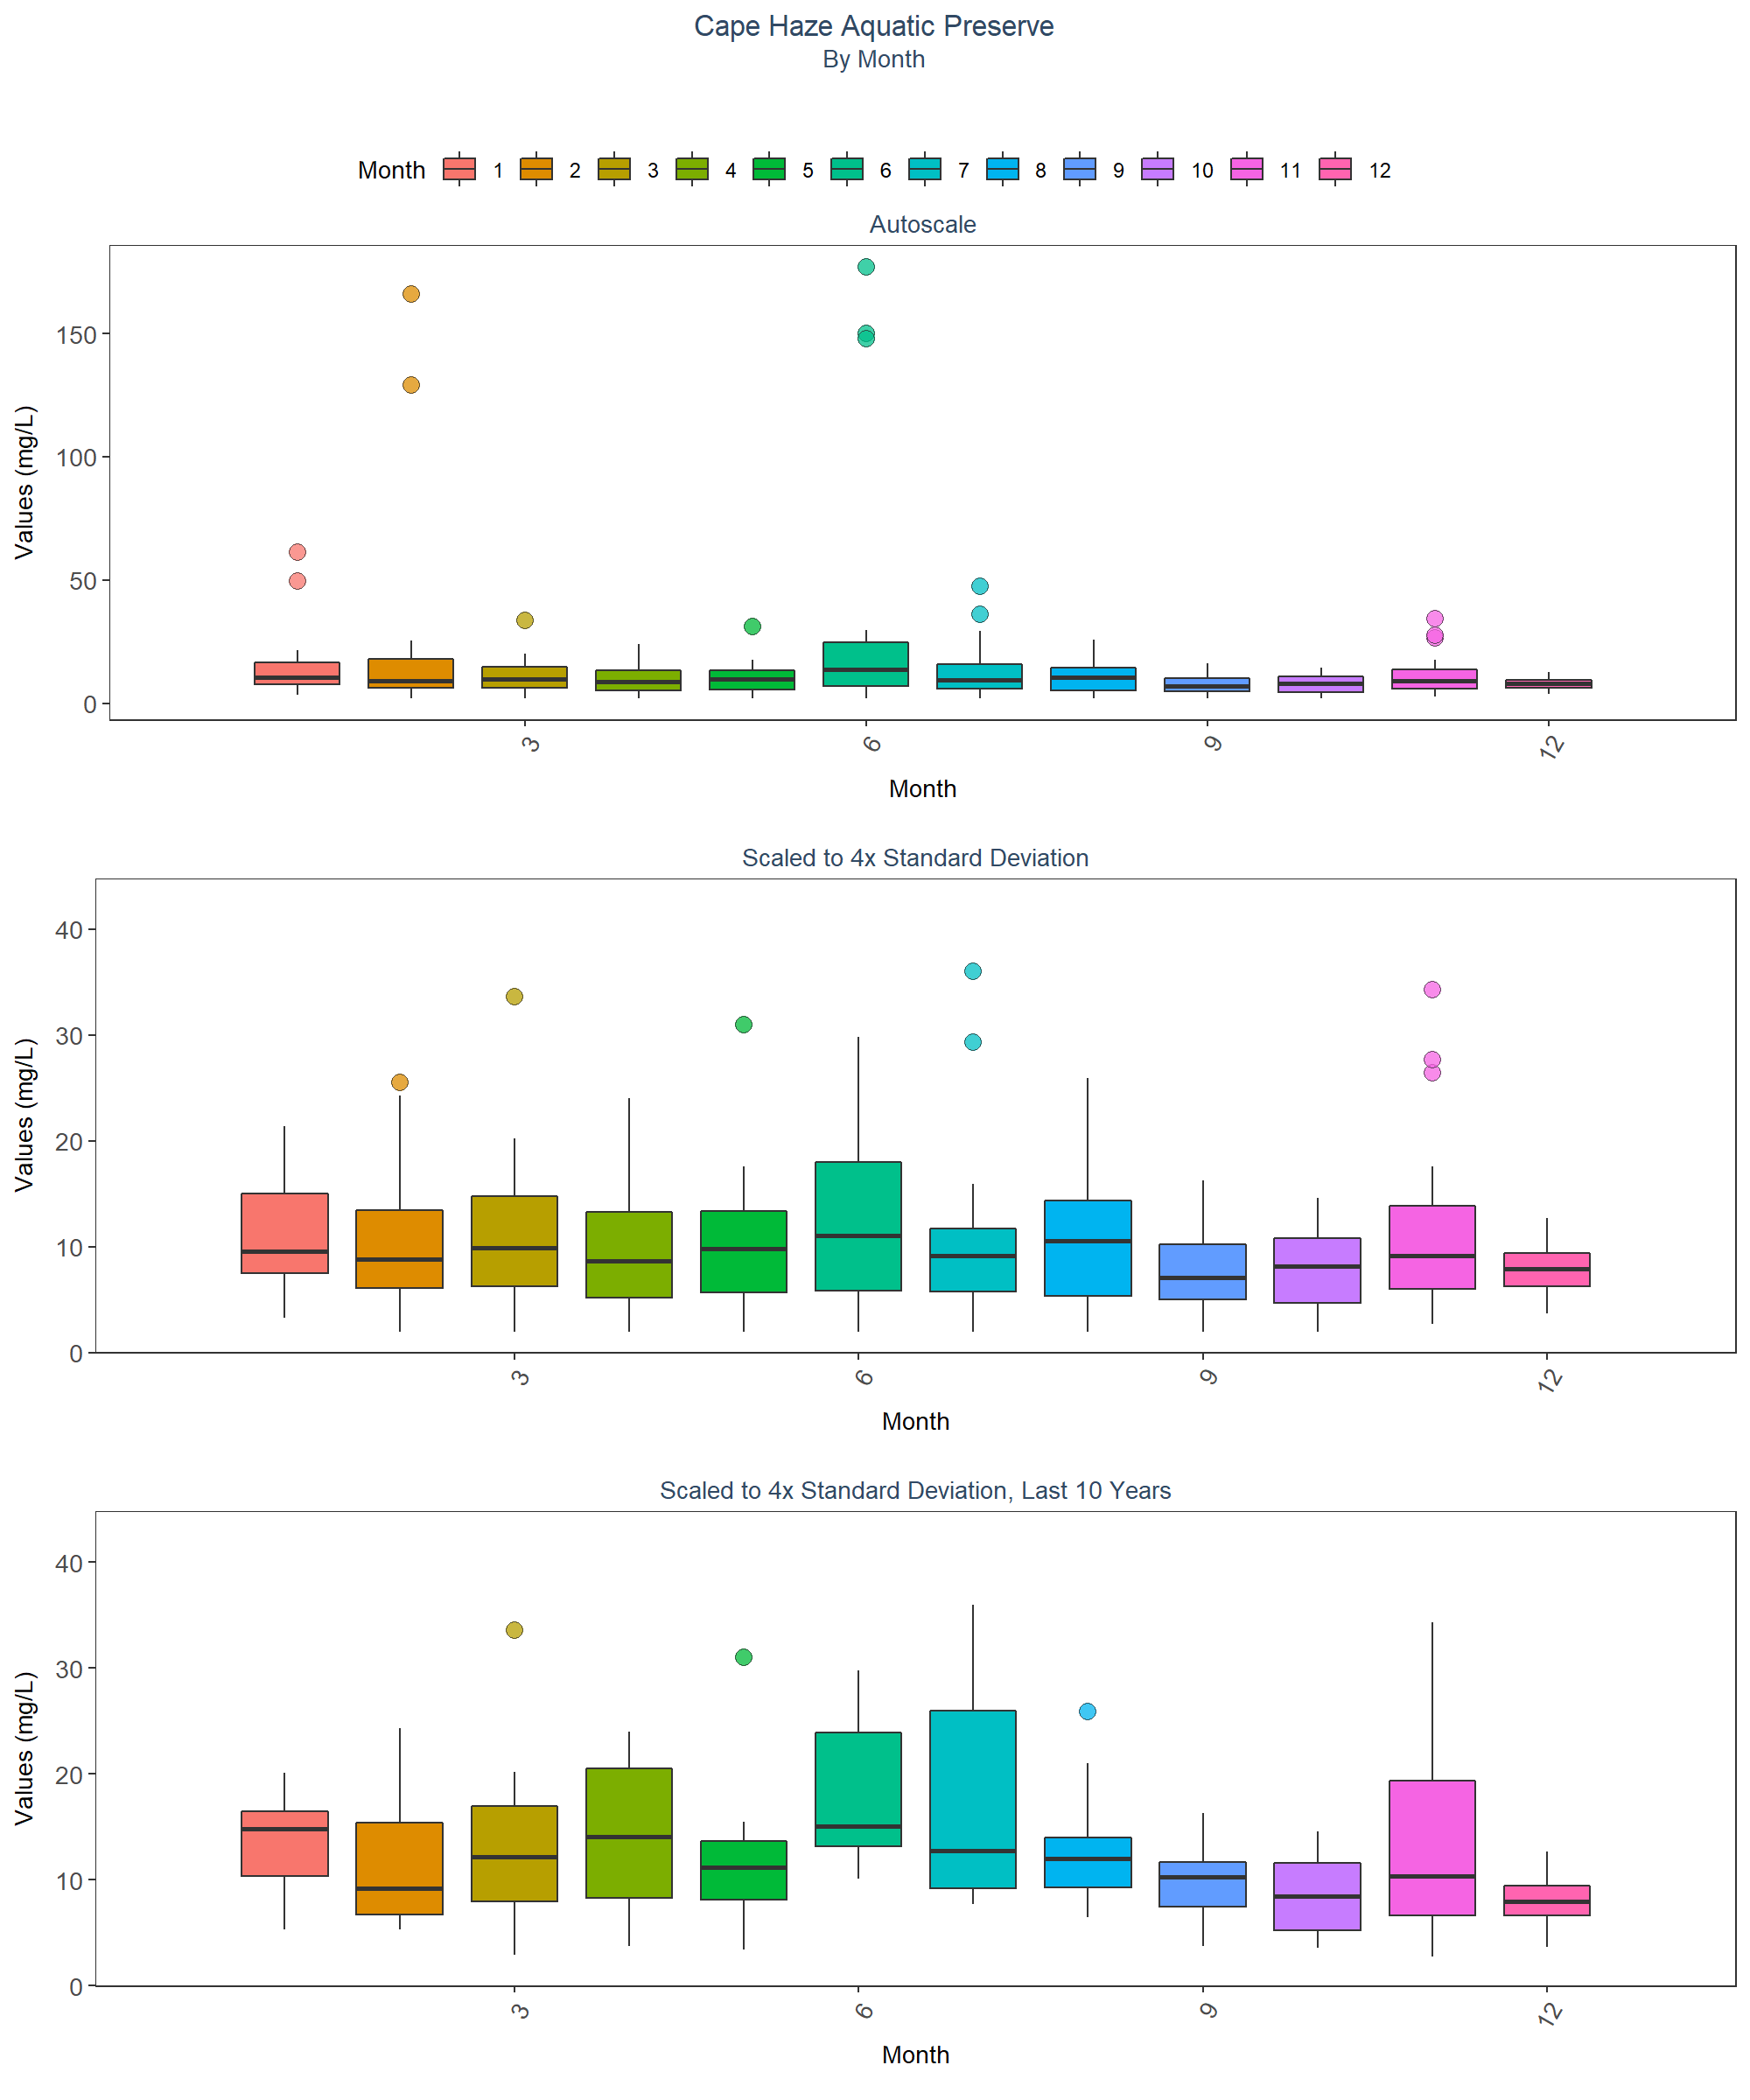 Cape Haze Aquatic Preserve
By Month
Month 1 2 3 4 5 6 7 8 9 10 11 12
Autoscale
Values (mg/L)
150
100
50
0
3 6 9 12
Month
Scaled to 4x Standard Deviation
Values (mg/L)
40
30
20
10
0
3 6 9 12
Month
Scaled to 4x Standard Deviation, Last 10 Years
Values (mg/L)
40
30
20
10
0
3 6 9 12
Month